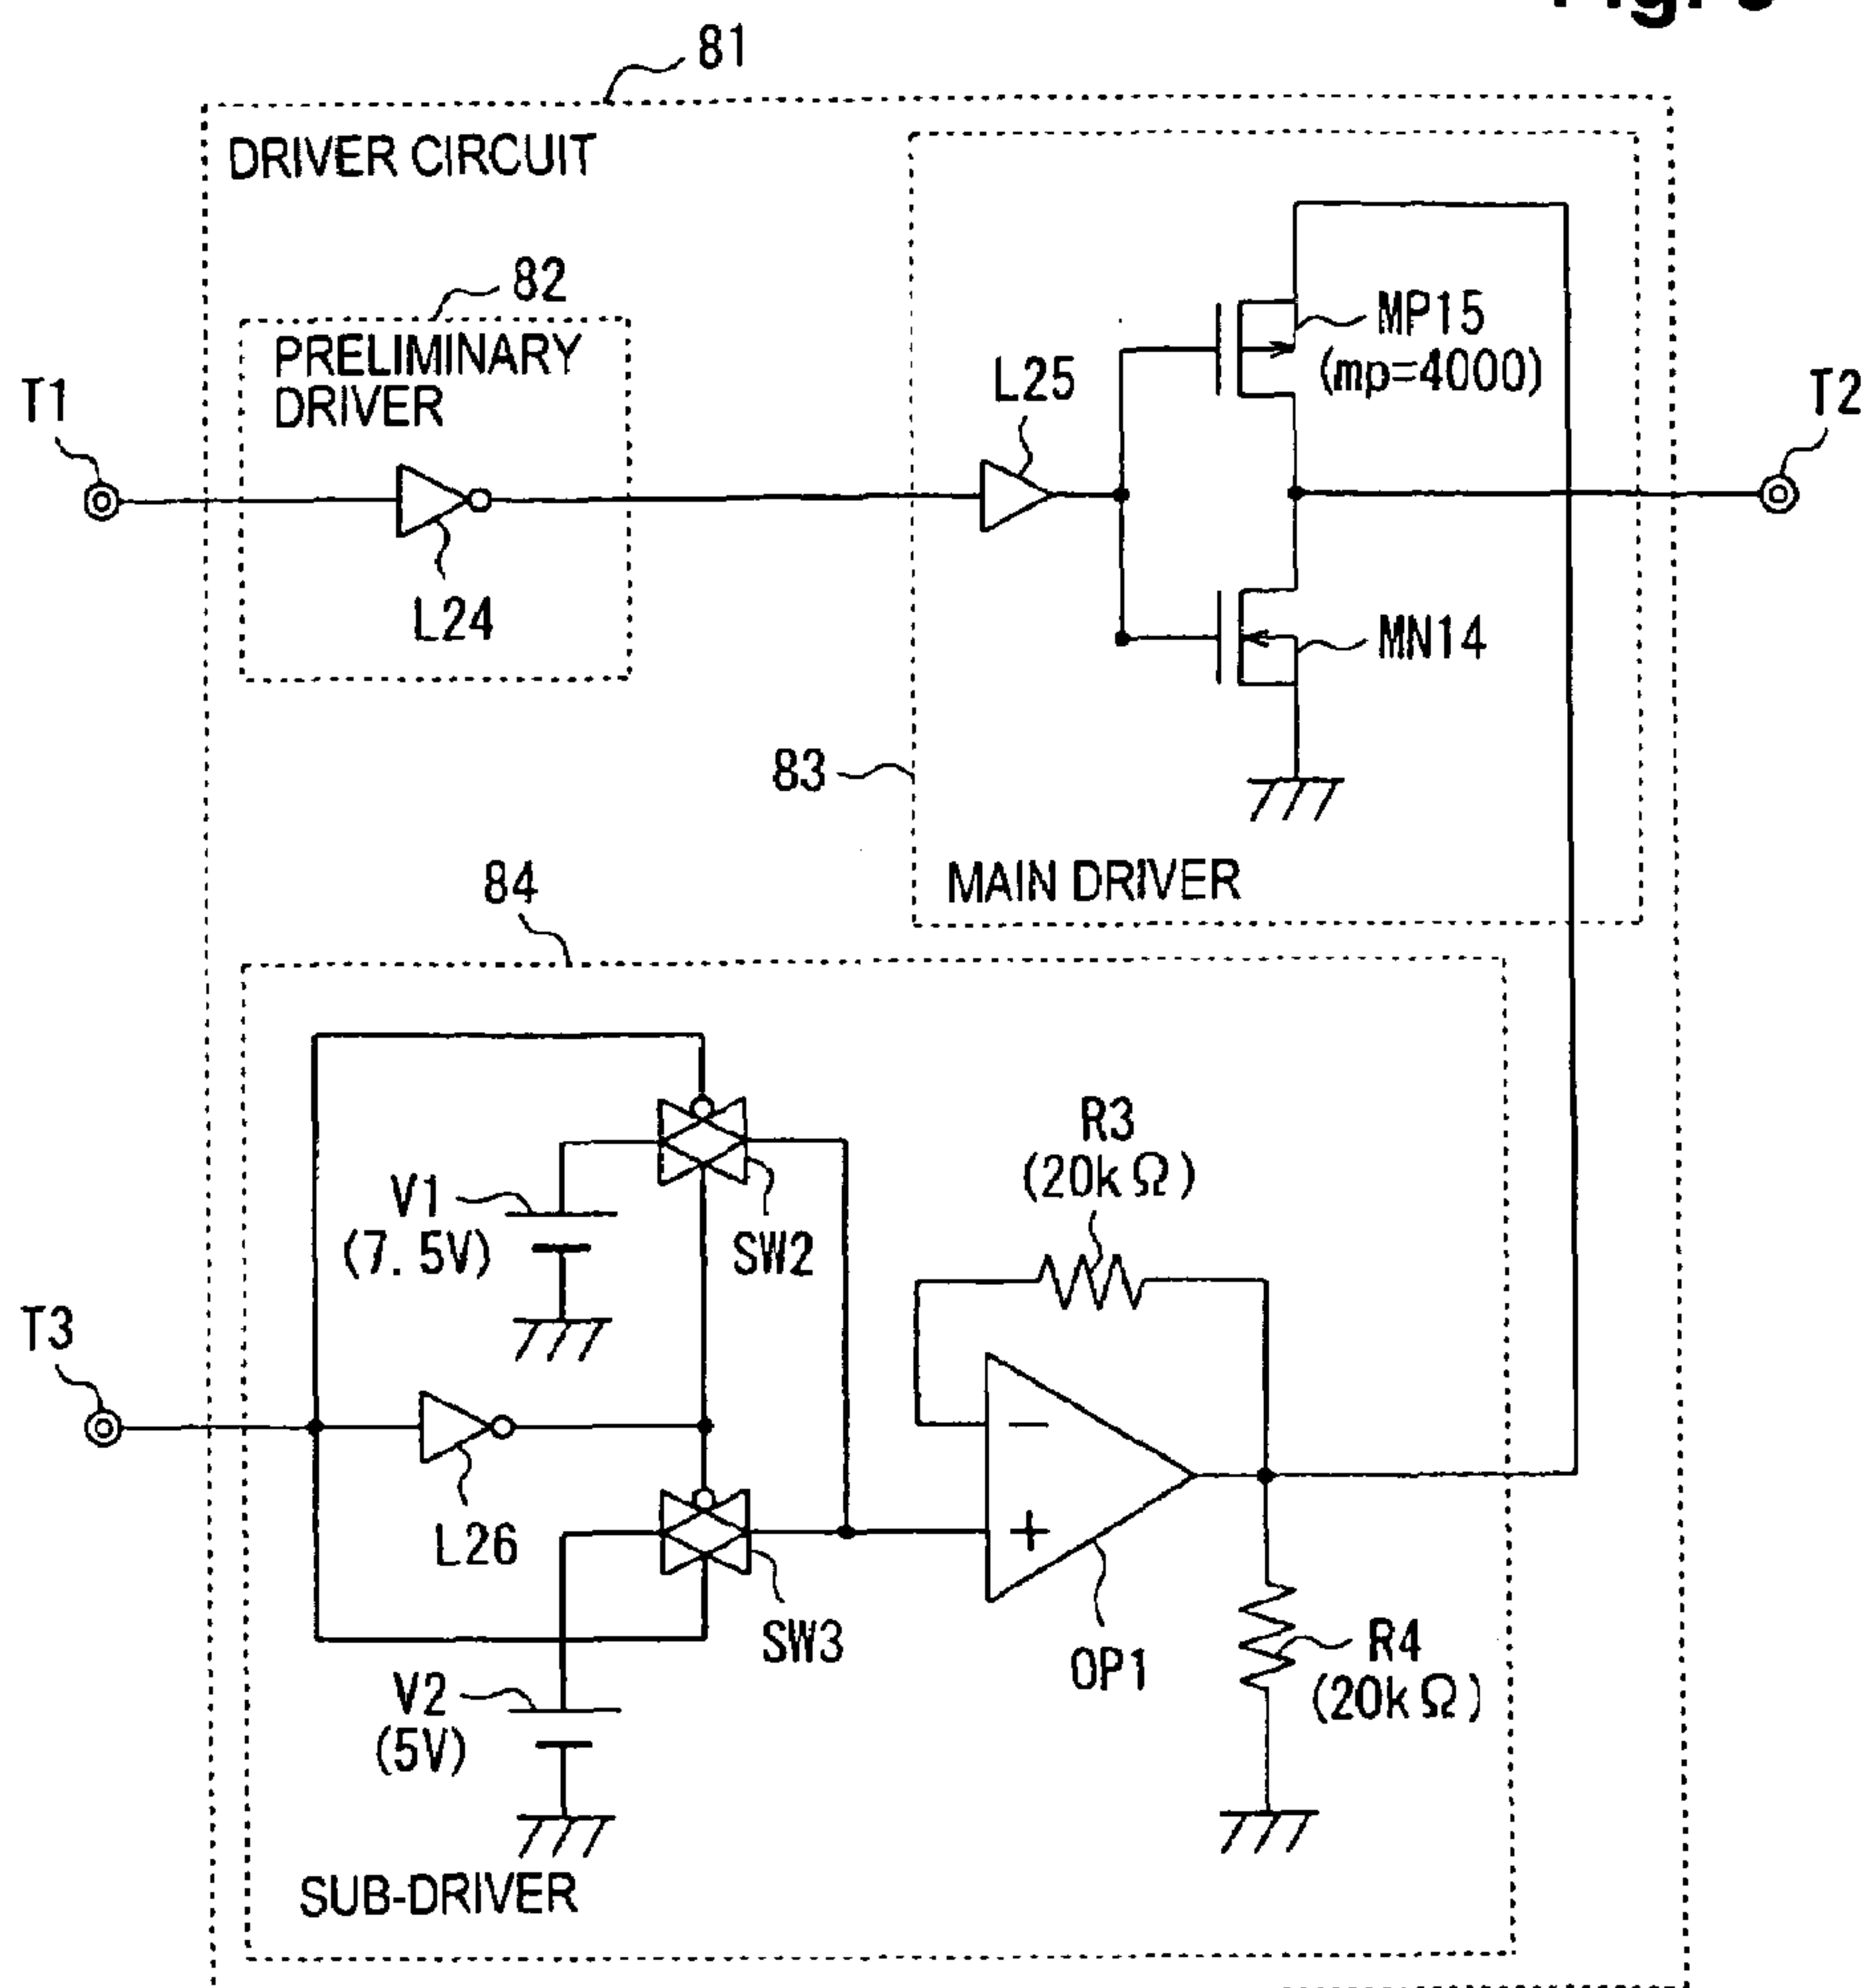 81
DRIVER CIRCUIT
82
PRELIMINARY
DRIVER
T1
L24
L25
MP15
(mp=4000)
T2
MN14
83
MAIN DRIVER
84
V1
(7.5V)
SW2
R3
(20kΩ)
T3
L26
−
+
SW3
OP1
V2
(5V)
R4
(20kΩ)
SUB-DRIVER